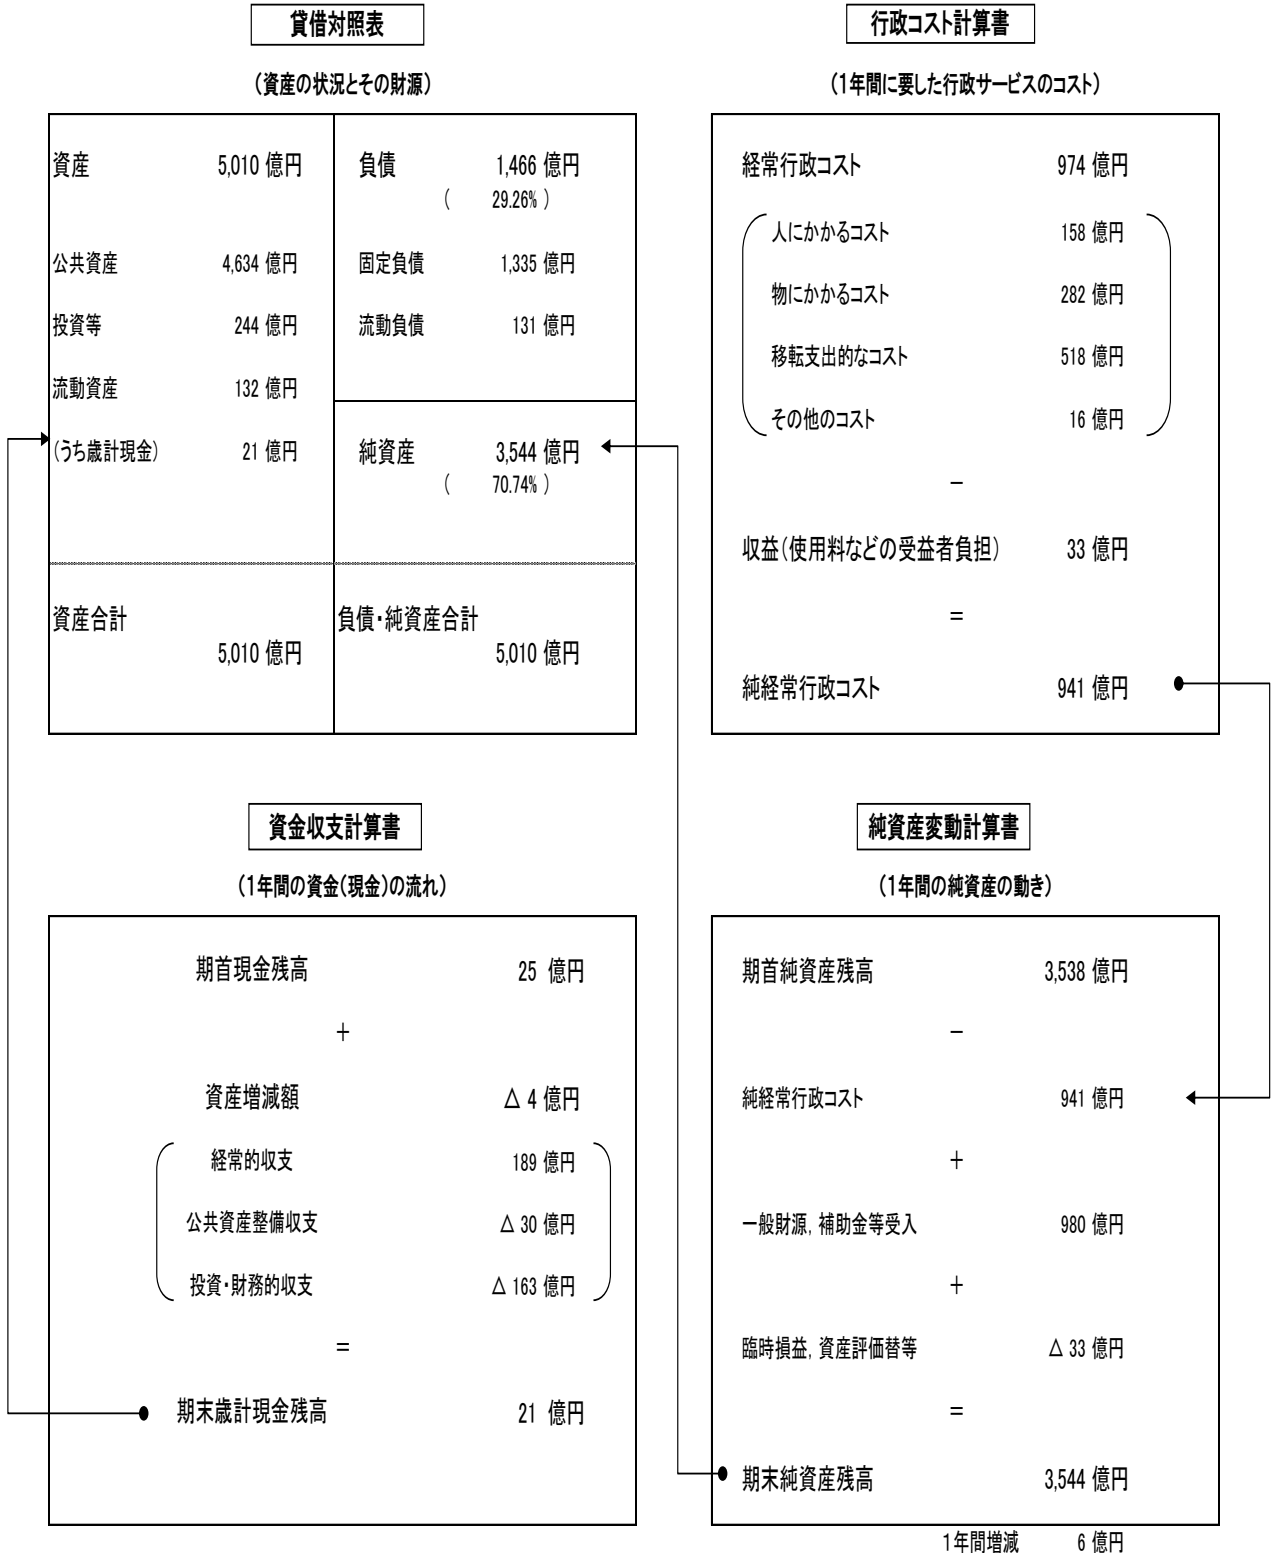 貸借対照表
（資産の状況とその財源）
資産 5,010 億円
公共資産 4,634 億円
投資等 244 億円
流動資産 132 億円
(うち歳計現金) 21 億円
負債 1,466 億円
( 29.26% )
固定負債 1,335 億円
流動負債 131 億円
純資産 3,544 億円
( 70.74% )
資産合計
5,010 億円
負債・純資産合計
5,010 億円
行政コスト計算書
（1年間に要した行政サービスのコスト）
経常行政コスト 974 億円
人にかかるコスト 158 億円
物にかかるコスト 282 億円
移転支出的なコスト 518 億円
その他のコスト 16 億円
－
収益（使用料などの受益者負担） 33 億円
＝
純経常行政コスト 941 億円
資金収支計算書
（1年間の資金（現金）の流れ）
期首現金残高 25 億円
＋
資産増減額 △ 4 億円
経常的収支 189 億円
公共資産整備収支 △ 30 億円
投資・財務的収支 △ 163 億円
＝
期末歳計現金残高 21 億円
純資産変動計算書
（1年間の純資産の動き）
期首純資産残高 3,538 億円
－
純経常行政コスト 941 億円
＋
一般財源，補助金等受入 980 億円
＋
臨時損益，資産評価替等 △ 33 億円
＝
期末純資産残高 3,544 億円
1年間増減 6 億円